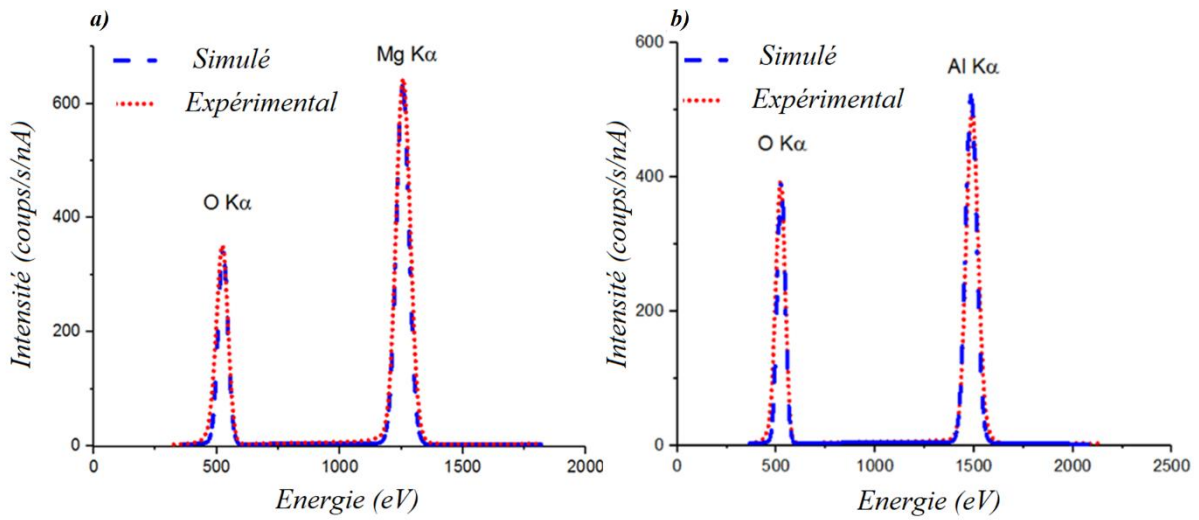 a)
Simulé
Expérimental
Mg Kα
O Kα
Intensité (coups/s/nA)
600
400
200
0
0
500
1000
1500
2000
Energie (eV)
b)
Simulé
Expérimental
Al Kα
O Kα
Intensité (coups/s/nA)
600
400
200
0
0
500
1000
1500
2000
2500
Energie (eV)